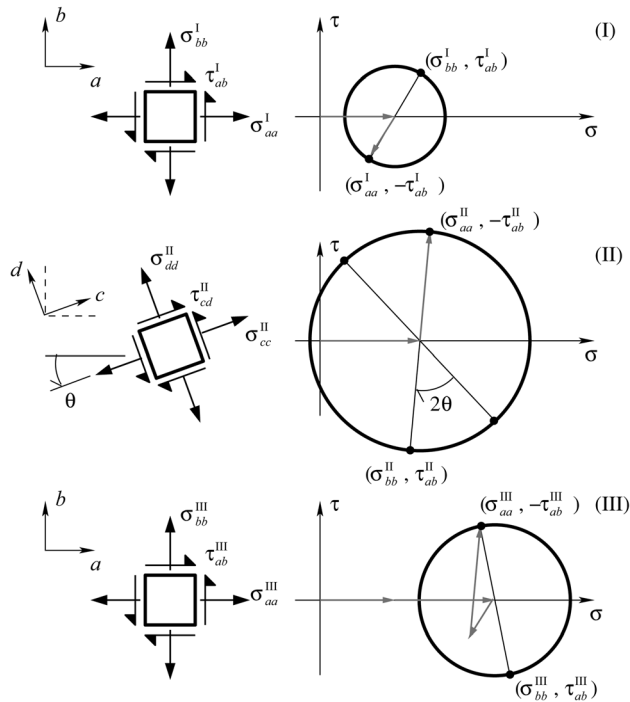 b
a
σ^I_bb
τ^I_ab
σ^I_aa
τ
(I)
(σ^I_bb , τ^I_ab)
σ
(σ^I_aa , -τ^I_ab)
d
c
θ
σ^II_dd
τ^II_cd
σ^II_cc
(σ^II_aa , -τ^II_ab)
τ
(II)
σ
2θ
(σ^II_bb , τ^II_ab)
b
a
σ^III_bb
τ^III_ab
σ^III_aa
τ
(σ^III_aa , -τ^III_ab)
(III)
σ
(σ^III_bb , τ^III_ab)